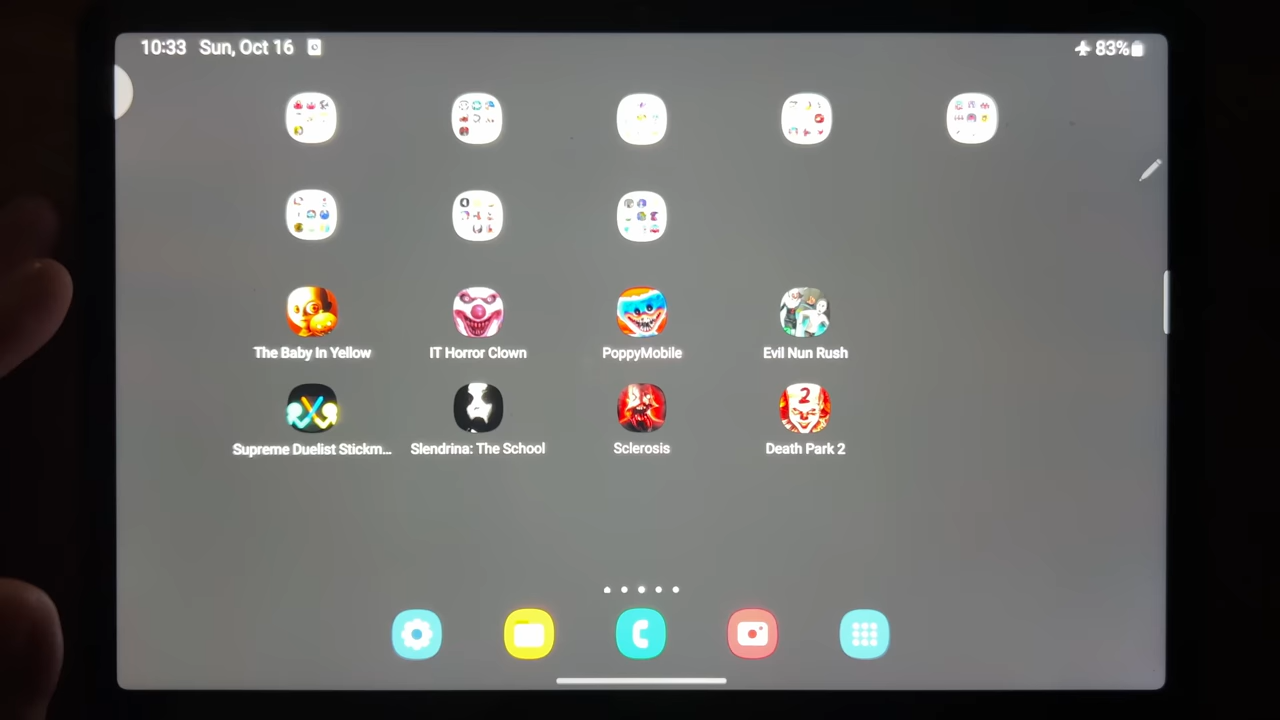 10:33 Sun, Oct 16
83%
The Baby In Yellow
IT Horror Clown
PoppyMobile
Evil Nun Rush
Supreme Duelist Stickm...
Slendrina: The School
Sclerosis
2
Death Park 2